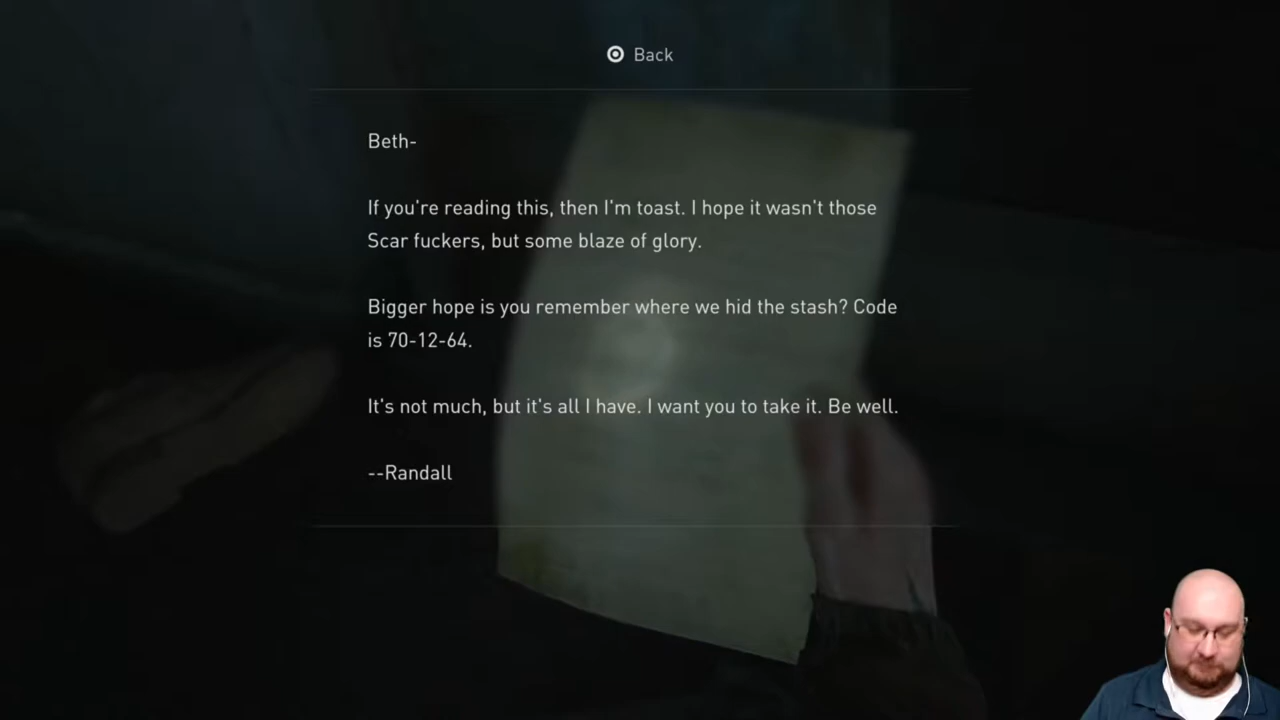 Back
Beth-
If you're reading this, then I'm toast. I hope it wasn't those
Scar fuckers, but some blaze of glory.
Bigger hope is you remember where we hid the stash? Code
is 70-12-64.
It's not much, but it's all I have. I want you to take it. Be well.
--Randall